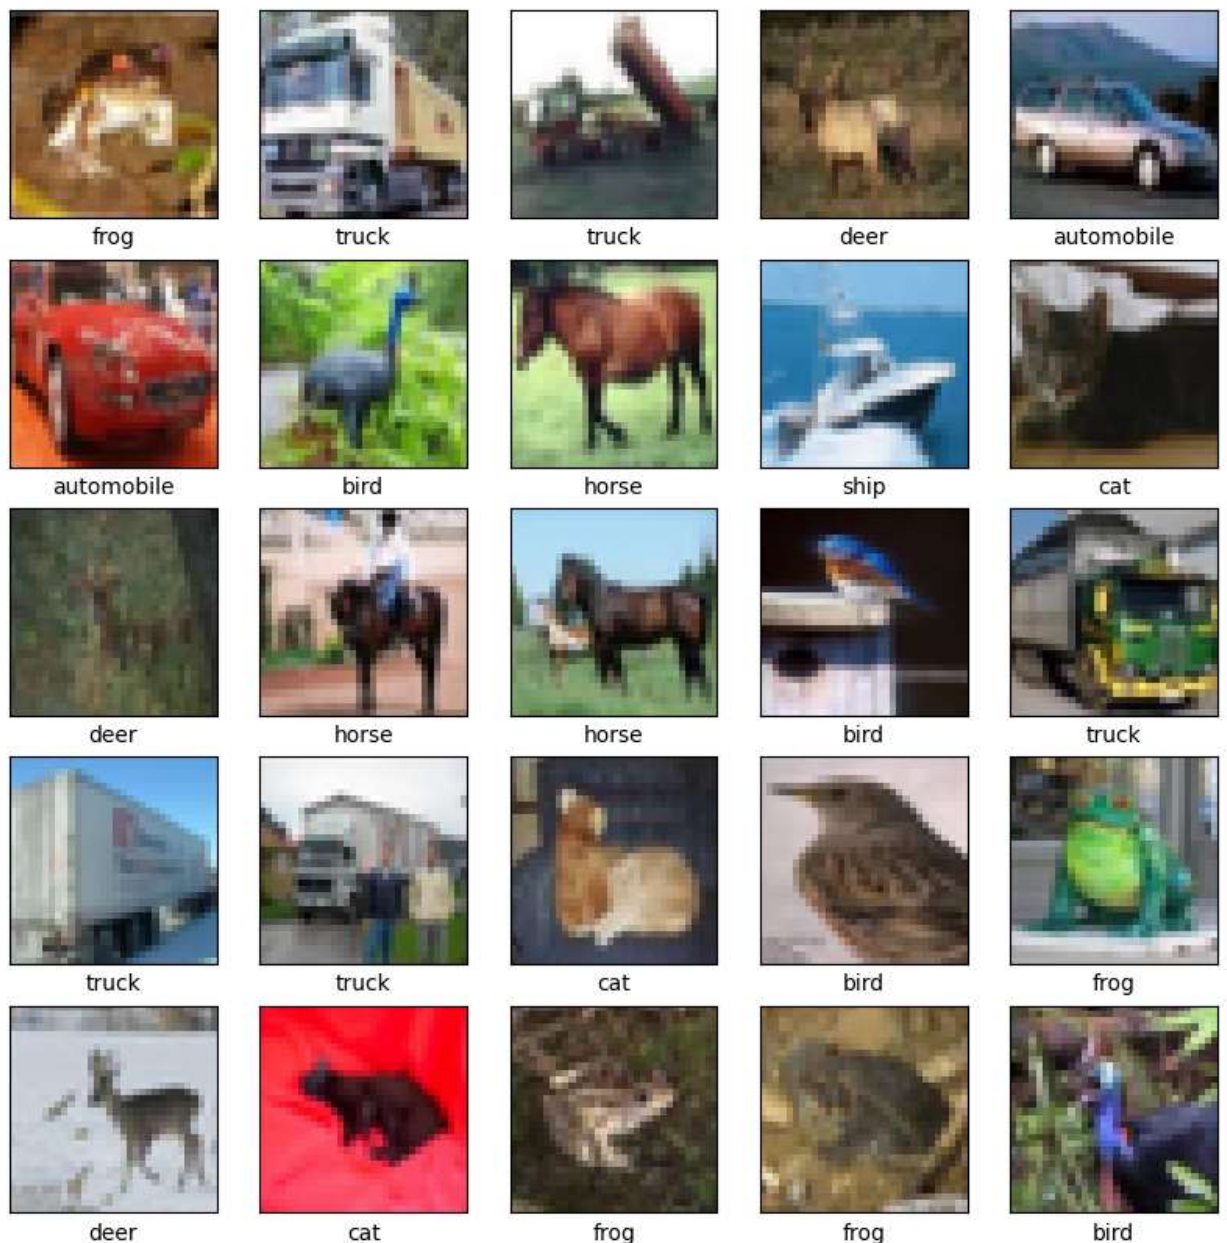 frog truck truck deer automobile
automobile bird horse ship cat
deer horse horse bird truck
truck truck cat bird frog
deer cat frog frog bird